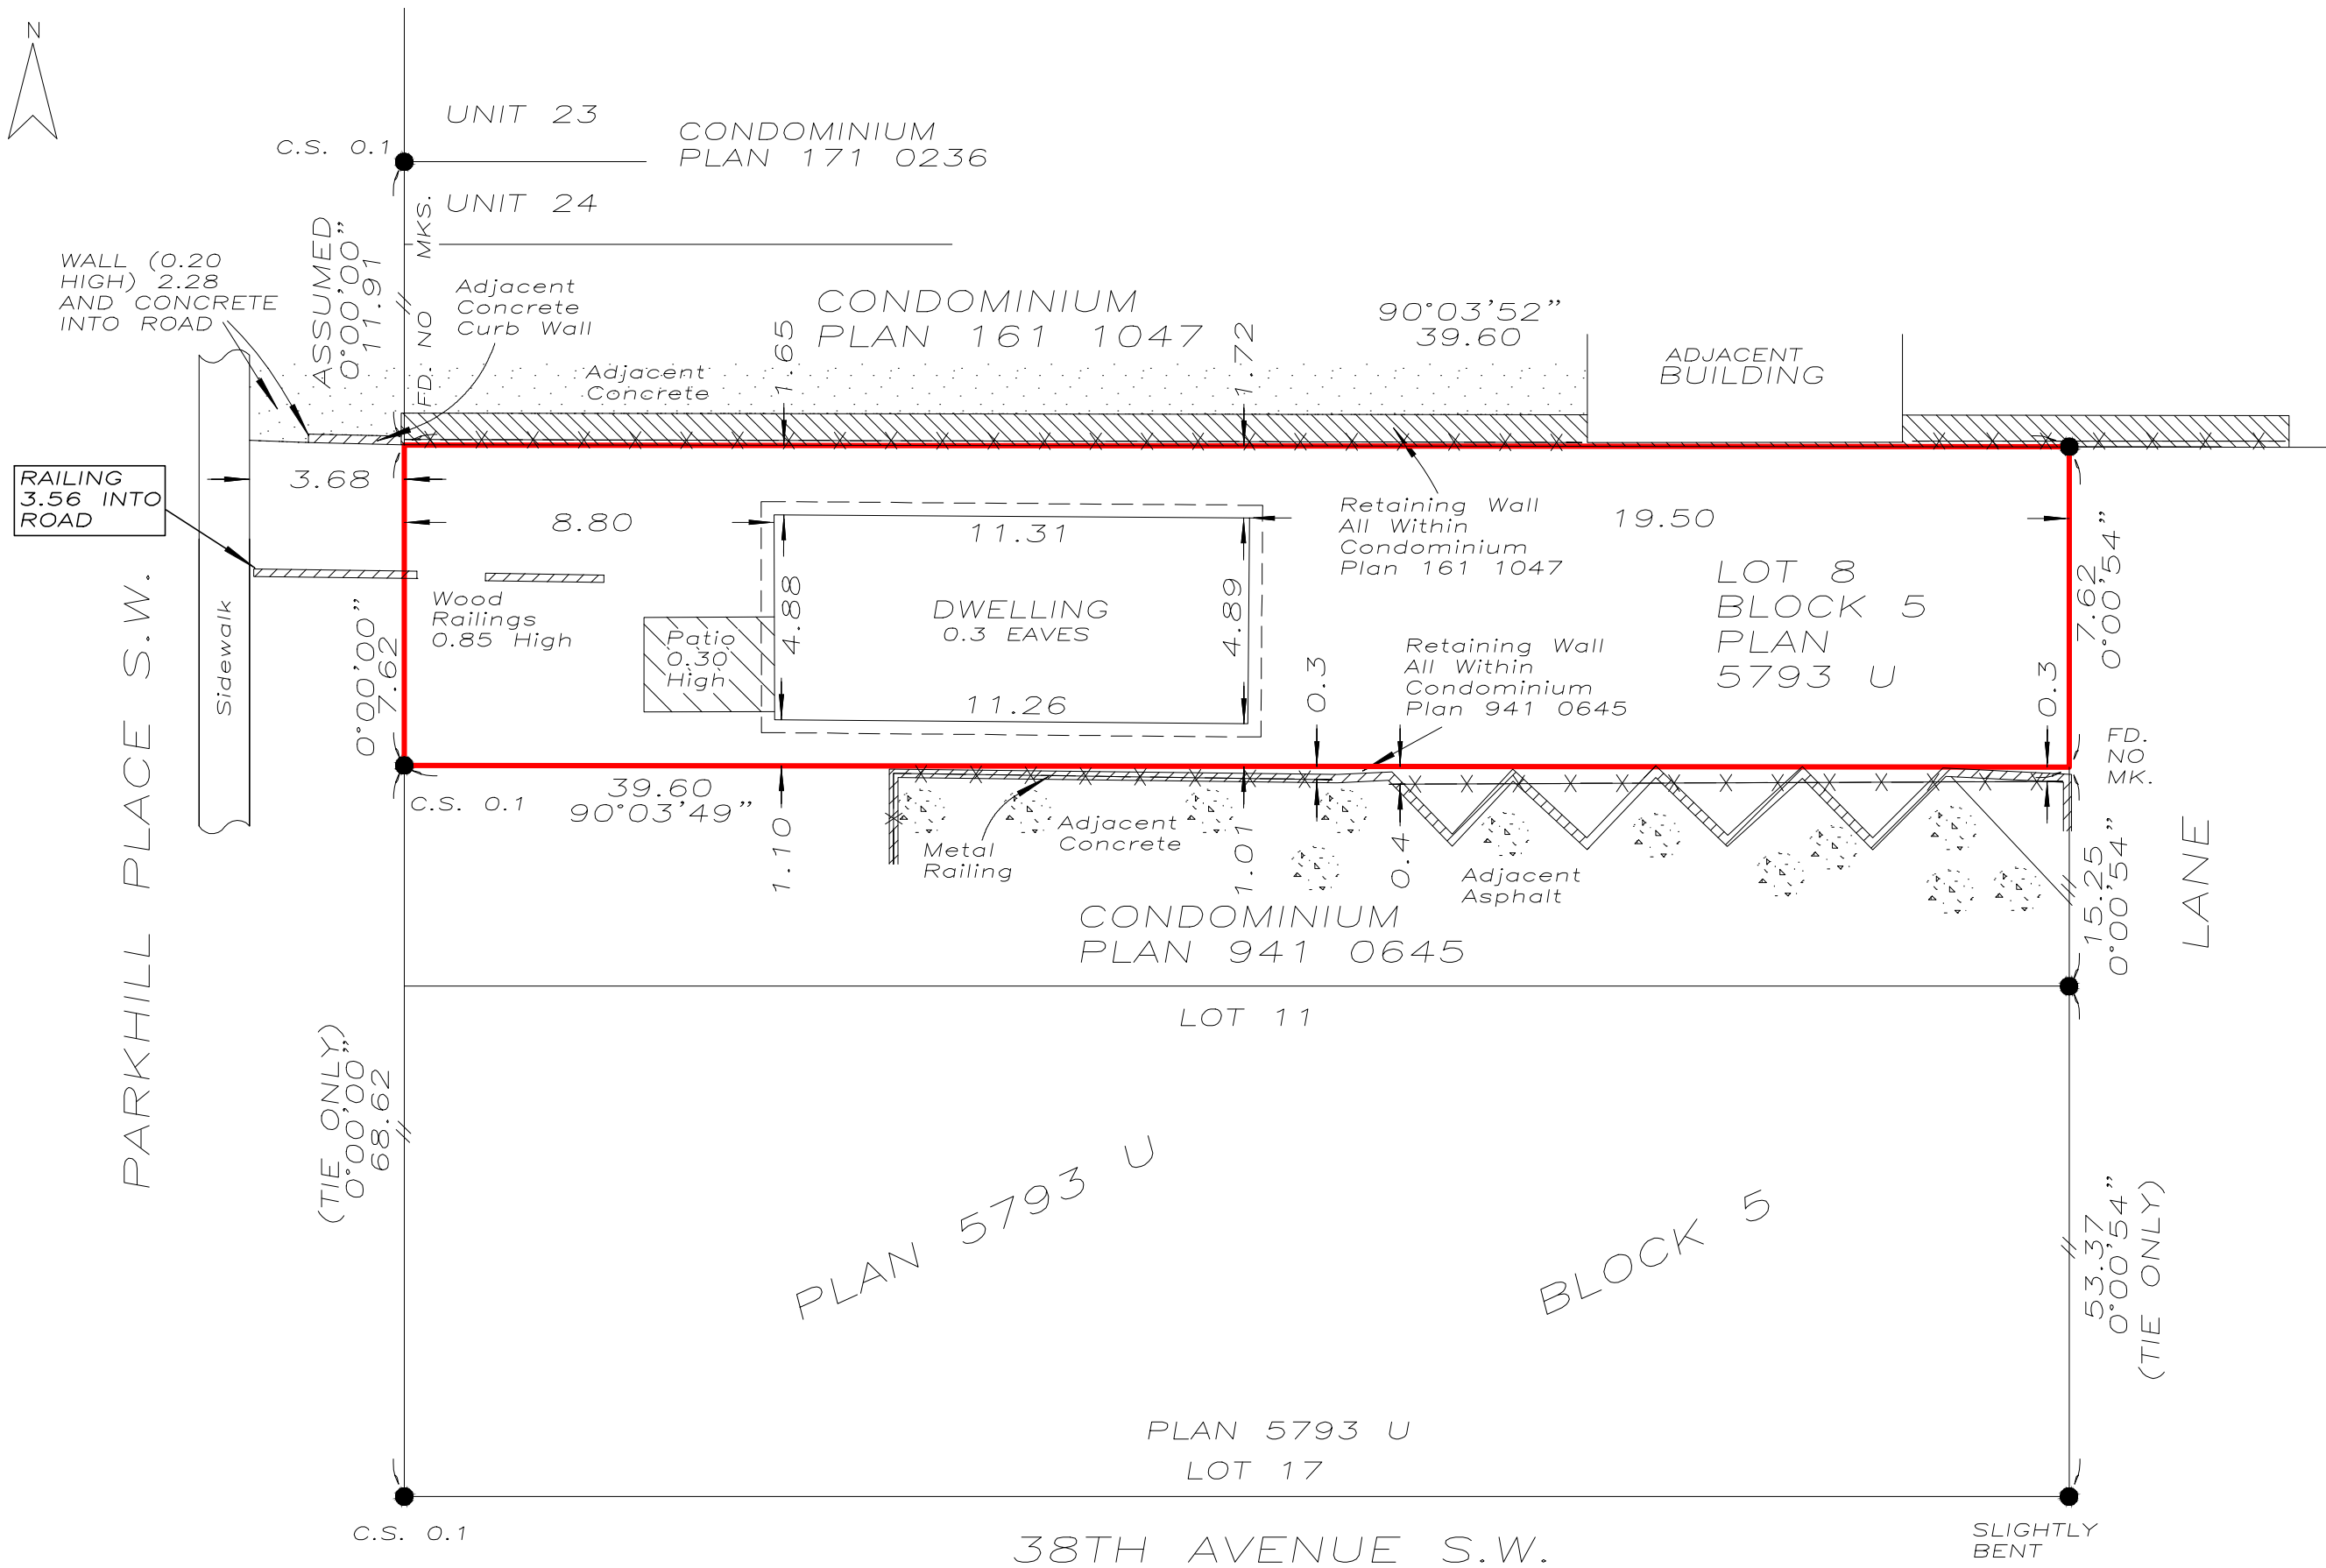 N
UNIT 23
C.S. 0.1
CONDOMINIUM
PLAN 171 0236
UNIT 24
FD. NO MKS.
ASSUMED
0°00'00"
11.91
WALL (0.20
HIGH) 2.28
AND CONCRETE
INTO ROAD
Adjacent
Concrete
Curb Wall
CONDOMINIUM
PLAN 161 1047
90°03'52"
39.60
1.65
1.72
Adjacent
Concrete
ADJACENT
BUILDING
RAILING
3.56 INTO
ROAD
3.68
8.80
11.31
19.50
Retaining Wall
All Within
Condominium
Plan 161 1047
LOT 8
BLOCK 5
PLAN
5793 U
7.62
0°00'54"
Sidewalk
PARKHILL PLACE S.W.
0°00'00"
7.62
Wood
Railings
0.85 High
Patio
0.30
High
4.88
DWELLING
0.3 EAVES
4.89
11.26
0.3
Retaining Wall
All Within
Condominium
Plan 941 0645
0.3
FD.
NO
MK.
C.S. 0.1
39.60
90°03'49"
1.10
Metal
Railing
Adjacent
Concrete
1.01
0.4
Adjacent
Asphalt
15.25
0°00'54"
LANE
CONDOMINIUM
PLAN 941 0645
LOT 11
(TIE ONLY)
0°00'00"
68.62
PLAN 5793 U
BLOCK 5
53.37
0°00'54"
(TIE ONLY)
PLAN 5793 U
LOT 17
C.S. 0.1
38TH AVENUE S.W.
SLIGHTLY
BENT